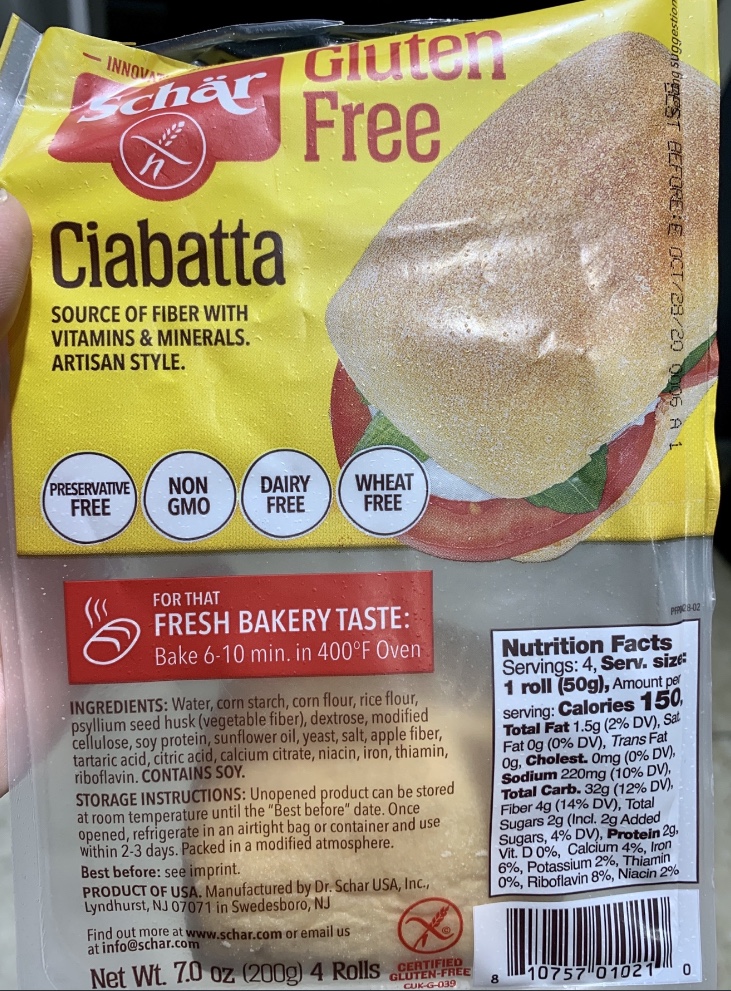 INNOVA
Schär
Gluten
Free
Ciabatta
SOURCE OF FIBER WITH
VITAMINS & MINERALS.
ARTISAN STYLE.
PRESERVATIVE
FREE
NON
GMO
DAIRY
FREE
WHEAT
FREE
suggestion
BEST BEFORE: E OCT/28/20 0006 A 1
FOR THAT
FRESH BAKERY TASTE:
Bake 6-10 min. in 400°F Oven
INGREDIENTS: Water, corn starch, corn flour, rice flour,
psyllium seed husk (vegetable fiber), dextrose, modified
cellulose, soy protein, sunflower oil, yeast, salt, apple fiber,
tartaric acid, citric acid, calcium citrate, niacin, iron, thiamin,
riboflavin. CONTAINS SOY.
STORAGE INSTRUCTIONS: Unopened product can be stored
at room temperature until the "Best before" date. Once
opened, refrigerate in an airtight bag or container and use
within 2-3 days. Packed in a modified atmosphere.
Best before: see imprint.
PRODUCT OF USA. Manufactured by Dr. Schar USA, Inc.,
Lyndhurst, NJ 07071 in Swedesboro, NJ
Find out more at www.schar.com or email us
at info@schar.com
Net Wt. 7.0 oz (200g) 4 Rolls
CERTIFIED
GLUTEN-FREE
CUK-G-039
Nutrition Facts
Servings: 4, Serv. size:
1 roll (50g), Amount per
serving: Calories 150,
Total Fat 1.5g (2% DV), Sat.
Fat 0g (0% DV), Trans Fat
0g, Cholest. 0mg (0% DV),
Sodium 220mg (10% DV),
Total Carb. 32g (12% DV),
Fiber 4g (14% DV), Total
Sugars 2g (Incl. 2g Added
Sugars, 4% DV), Protein 2g,
Vit. D 0%, Calcium 4%, Iron
6%, Potassium 2%, Thiamin
0%, Riboflavin 8%, Niacin 2%
8 10757 01021 0